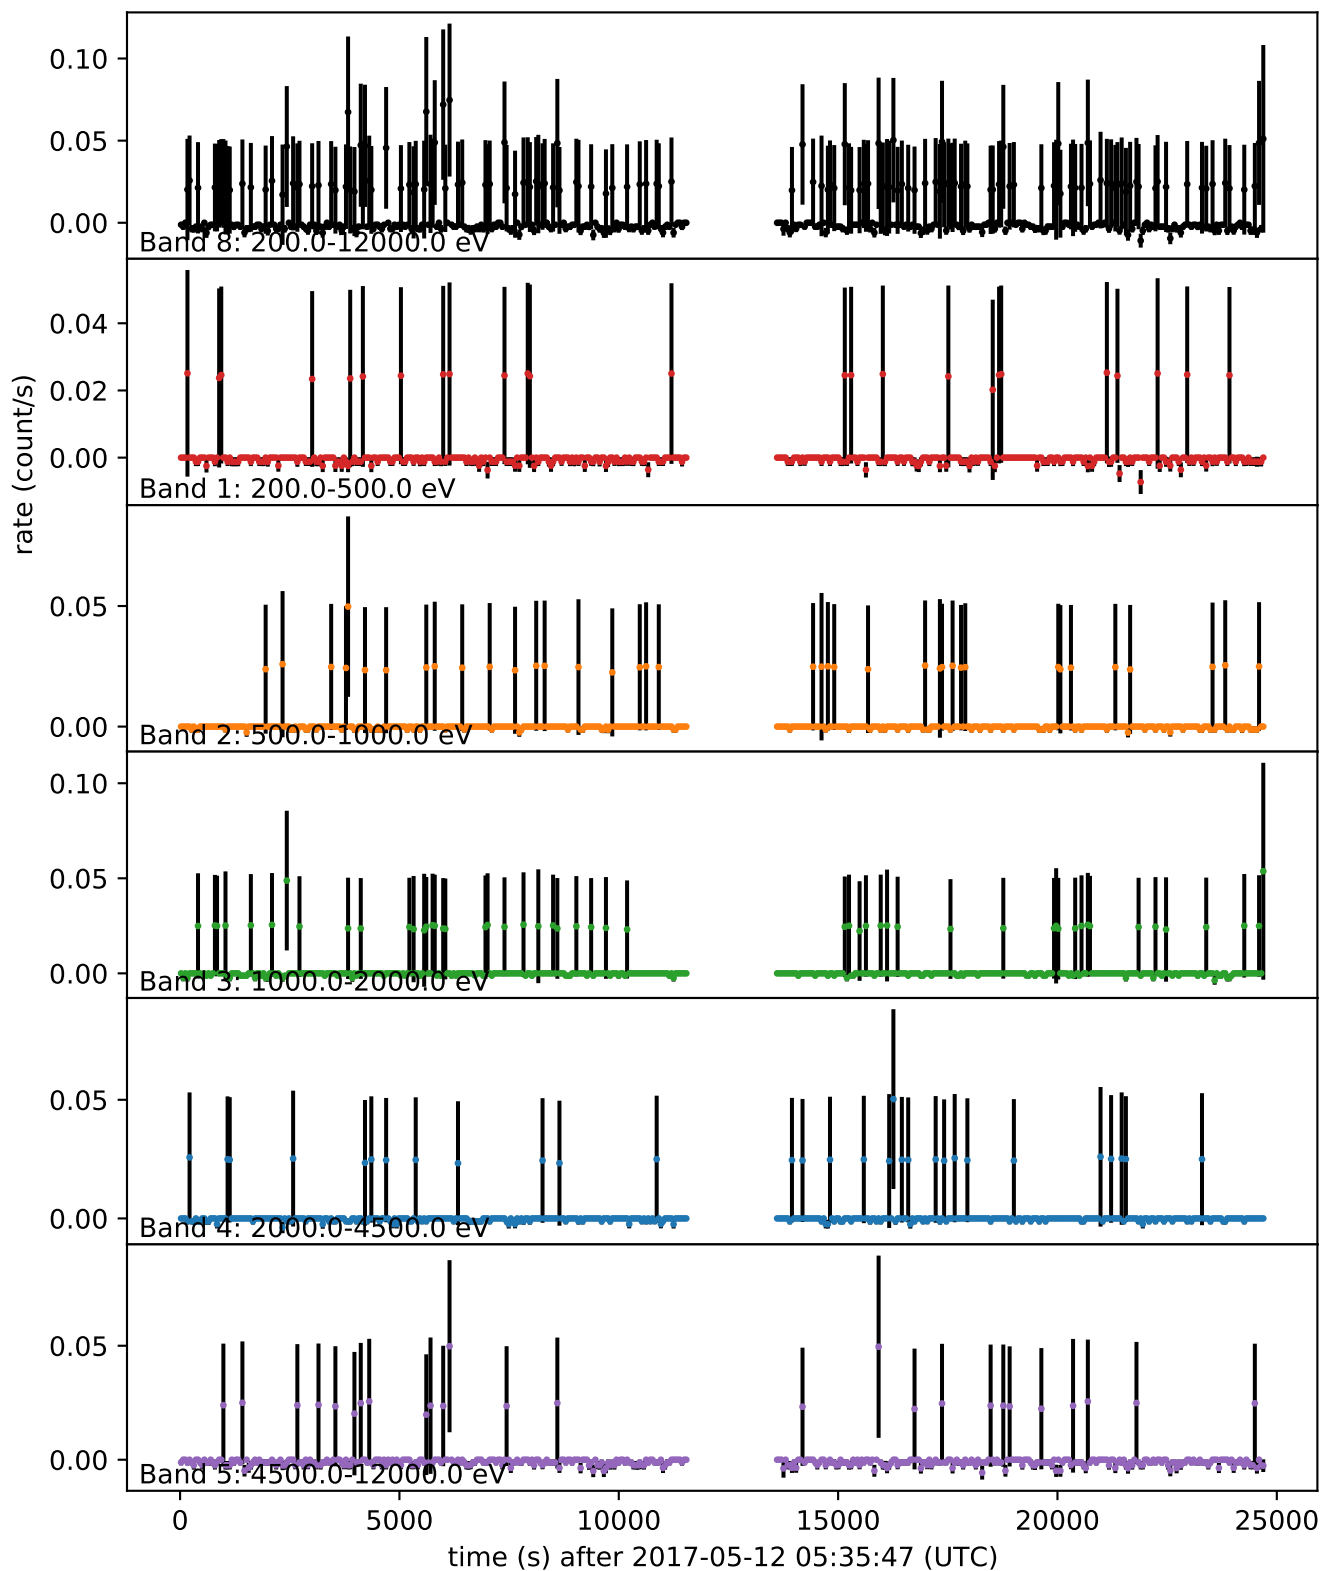 0.10
0.05
0.00
Band 8: 200.0-12000.0 eV
0.04
0.02
0.00
Band 1: 200.0-500.0 eV
rate (count/s)
0.05
0.00
Band 2: 500.0-1000.0 eV
0.10
0.05
0.00
Band 3: 1000.0-2000.0 eV
0.05
0.00
Band 4: 2000.0-4500.0 eV
0.05
0.00
Band 5: 4500.0-12000.0 eV
0 5000 10000 15000 20000 25000
time (s) after 2017-05-12 05:35:47 (UTC)